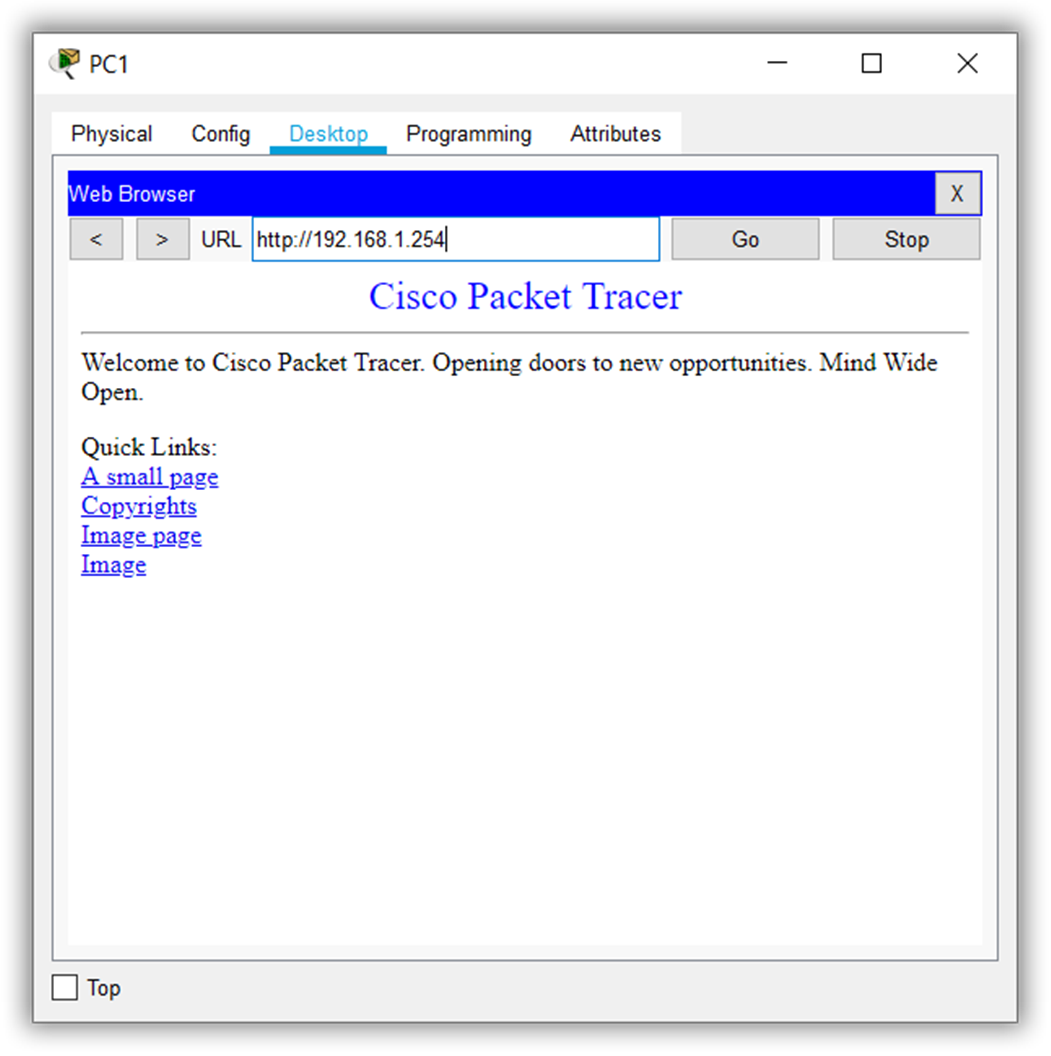 PC1
Physical Config Desktop Programming Attributes
Web Browser X
< > URL http://192.168.1.254 Go Stop
Cisco Packet Tracer
Welcome to Cisco Packet Tracer. Opening doors to new opportunities. Mind Wide
Open.
Quick Links:
A small page
Copyrights
Image page
Image
Top